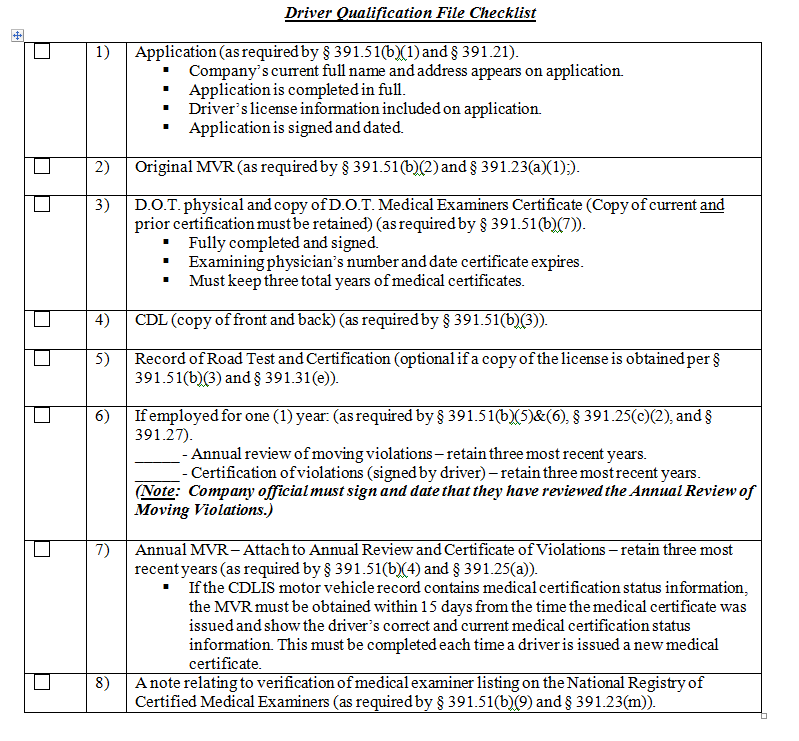 Driver Qualification File Checklist
1) Application (as required by § 391.51(b)(1) and § 391.21).
▪ Company's current full name and address appears on application.
▪ Application is completed in full.
▪ Driver's license information included on application.
▪ Application is signed and dated.
2) Original MVR (as required by § 391.51(b)(2) and § 391.23(a)(1);).
3) D.O.T. physical and copy of D.O.T. Medical Examiners Certificate (Copy of current and
prior certification must be retained) (as required by § 391.51(b)(7)).
▪ Fully completed and signed.
▪ Examining physician's number and date certificate expires.
▪ Must keep three total years of medical certificates.
4) CDL (copy of front and back) (as required by § 391.51(b)(3)).
5) Record of Road Test and Certification (optional if a copy of the license is obtained per §
391.51(b)(3) and § 391.31(e)).
6) If employed for one (1) year: (as required by § 391.51(b)(5)&(6), § 391.25(c)(2), and §
391.27).
______ - Annual review of moving violations – retain three most recent years.
______ - Certification of violations (signed by driver) – retain three most recent years.
(Note: Company official must sign and date that they have reviewed the Annual Review of
Moving Violations.)
7) Annual MVR – Attach to Annual Review and Certificate of Violations – retain three most
recent years (as required by § 391.51(b)(4) and § 391.25(a)).
▪ If the CDLIS motor vehicle record contains medical certification status information,
the MVR must be obtained within 15 days from the time the medical certificate was
issued and show the driver's correct and current medical certification status
information. This must be completed each time a driver is issued a new medical
certificate.
8) A note relating to verification of medical examiner listing on the National Registry of
Certified Medical Examiners (as required by § 391.51(b)(9) and § 391.23(m)).